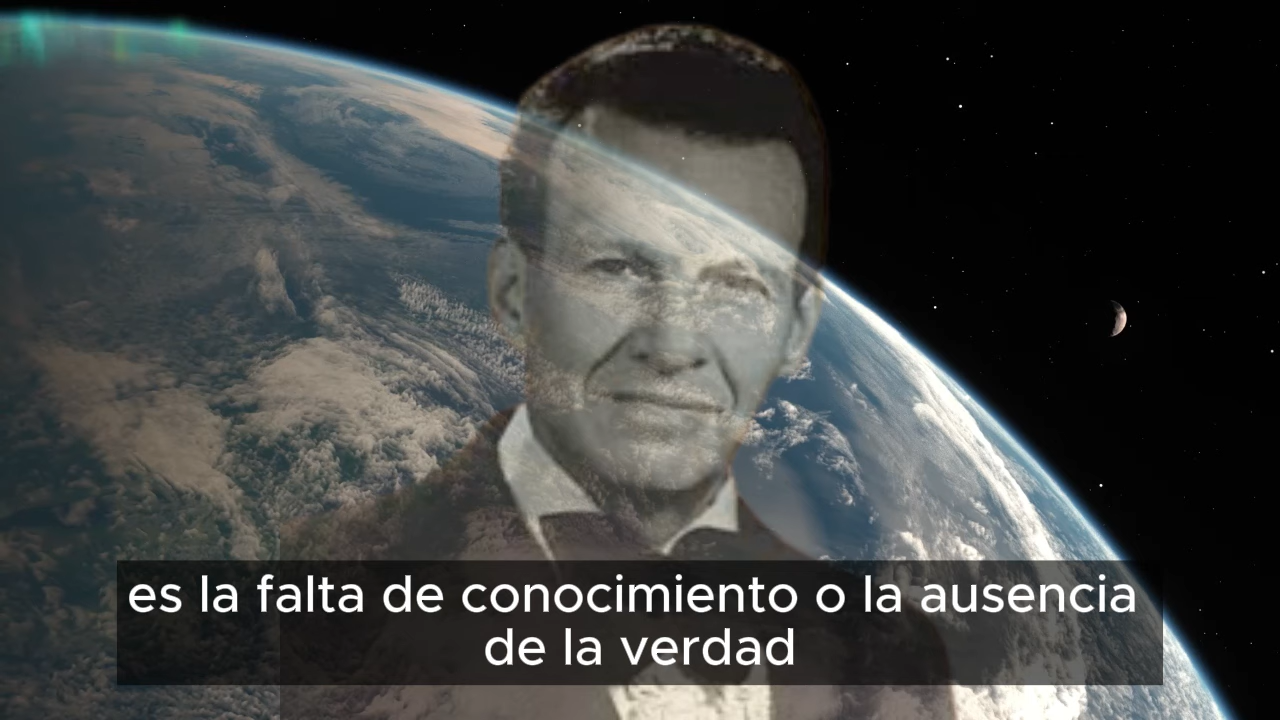 es la falta de conocimiento o la ausencia
de la verdad